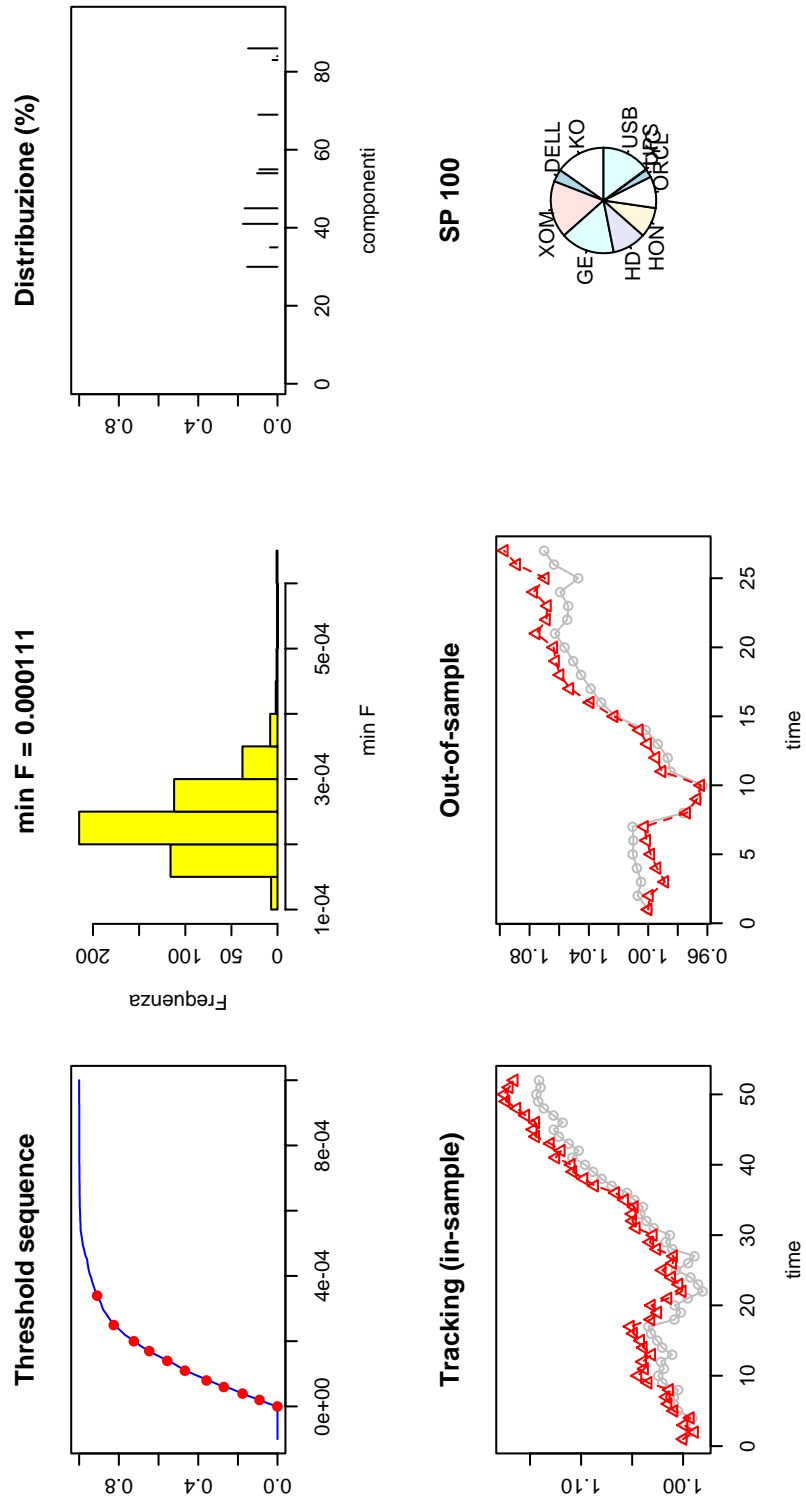 Threshold sequence
0.0 0.4 0.8
0e+00 4e-04 8e-04
min F = 0.000111
Frequenza
0 50 100 200
1e-04 3e-04 5e-04
min F
Distribuzione (%)
0.0 0.4 0.8
0 20 40 60 80
componenti
Tracking (in-sample)
1.00 1.10
0 10 20 30 40 50
time
Out-of-sample
0.96 1.00 1.04 1.08
0 5 10 15 20 25
time
SP 100
KO
DELL
XOM
GE
HD
HON
ORCL
UPS
USB